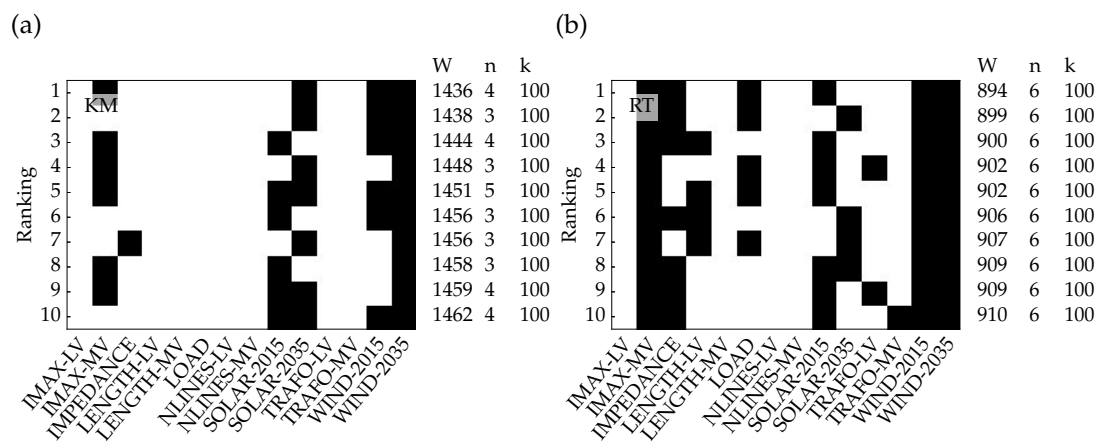 (a)
W n k
1 1436 4 100
KM
2 1438 3 100
3 1444 4 100
4 1448 3 100
5 1451 5 100
6 1456 3 100
7 1456 3 100
8 1458 3 100
9 1459 4 100
10 1462 4 100
Ranking
IMAX-LV
IMAX-MV
IMPEDANCE
LENGTH-LV
LENGTH-MV
LOAD
NLINES-LV
NLINES-MV
SOLAR-2015
SOLAR-2035
TRAFO-LV
TRAFO-MV
WIND-2015
WIND-2035
(b)
W n k
1 894 6 100
RT
2 899 6 100
3 900 6 100
4 902 6 100
5 902 6 100
6 906 6 100
7 907 6 100
8 909 6 100
9 909 6 100
10 910 6 100
Ranking
IMAX-LV
IMAX-MV
IMPEDANCE
LENGTH-LV
LENGTH-MV
LOAD
NLINES-LV
NLINES-MV
SOLAR-2015
SOLAR-2035
TRAFO-LV
TRAFO-MV
WIND-2015
WIND-2035